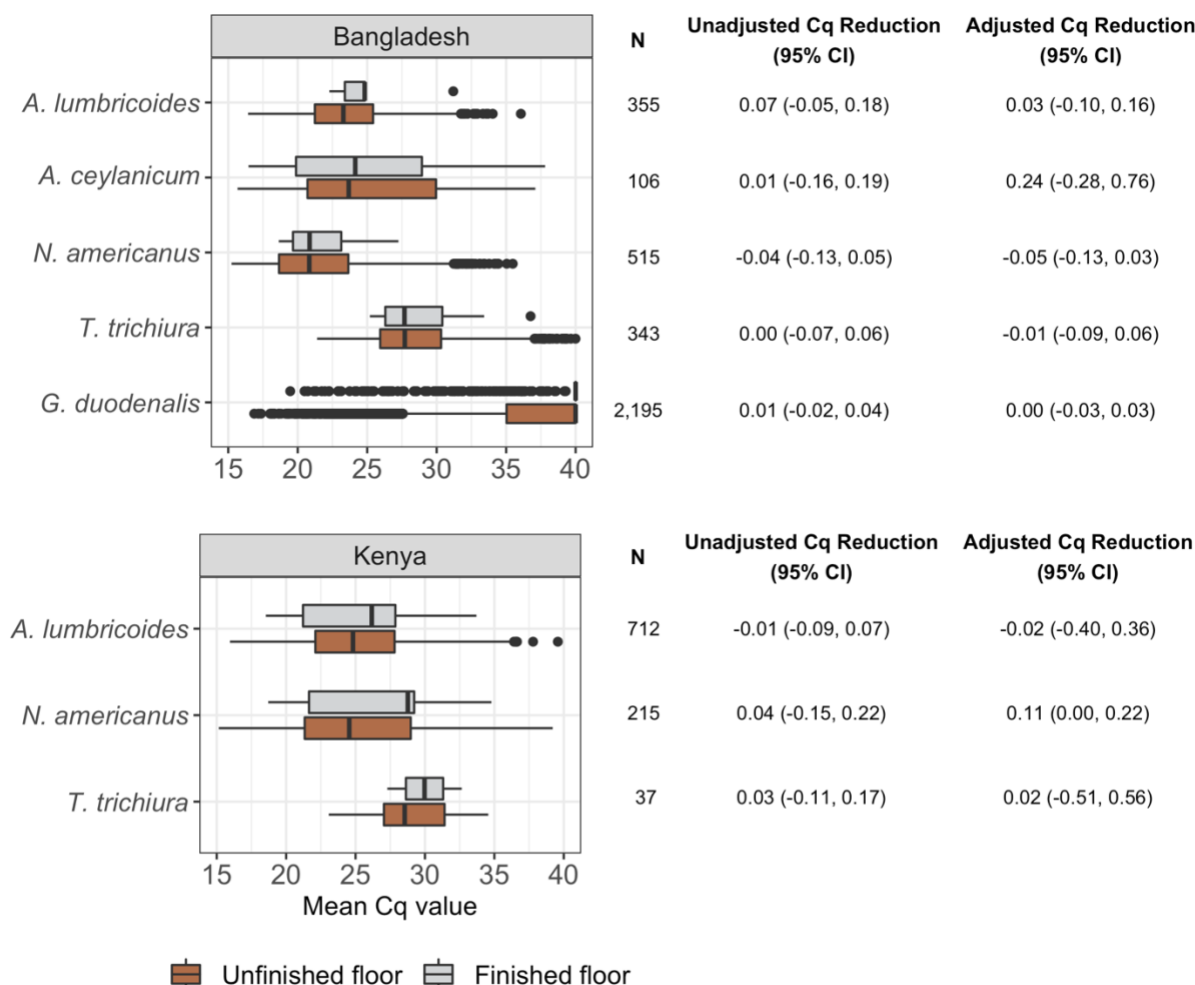 Bangladesh
N
Unadjusted Cq Reduction
(95% CI)
Adjusted Cq Reduction
(95% CI)
A. lumbricoides 355 0.07 (-0.05, 0.18) 0.03 (-0.10, 0.16)
A. ceylanicum 106 0.01 (-0.16, 0.19) 0.24 (-0.28, 0.76)
N. americanus 515 -0.04 (-0.13, 0.05) -0.05 (-0.13, 0.03)
T. trichiura 343 0.00 (-0.07, 0.06) -0.01 (-0.09, 0.06)
G. duodenalis 2,195 0.01 (-0.02, 0.04) 0.00 (-0.03, 0.03)
15 20 25 30 35 40
Kenya
N
Unadjusted Cq Reduction
(95% CI)
Adjusted Cq Reduction
(95% CI)
A. lumbricoides 712 -0.01 (-0.09, 0.07) -0.02 (-0.40, 0.36)
N. americanus 215 0.04 (-0.15, 0.22) 0.11 (0.00, 0.22)
T. trichiura 37 0.03 (-0.11, 0.17) 0.02 (-0.51, 0.56)
15 20 25 30 35 40
Mean Cq value
Unfinished floor Finished floor